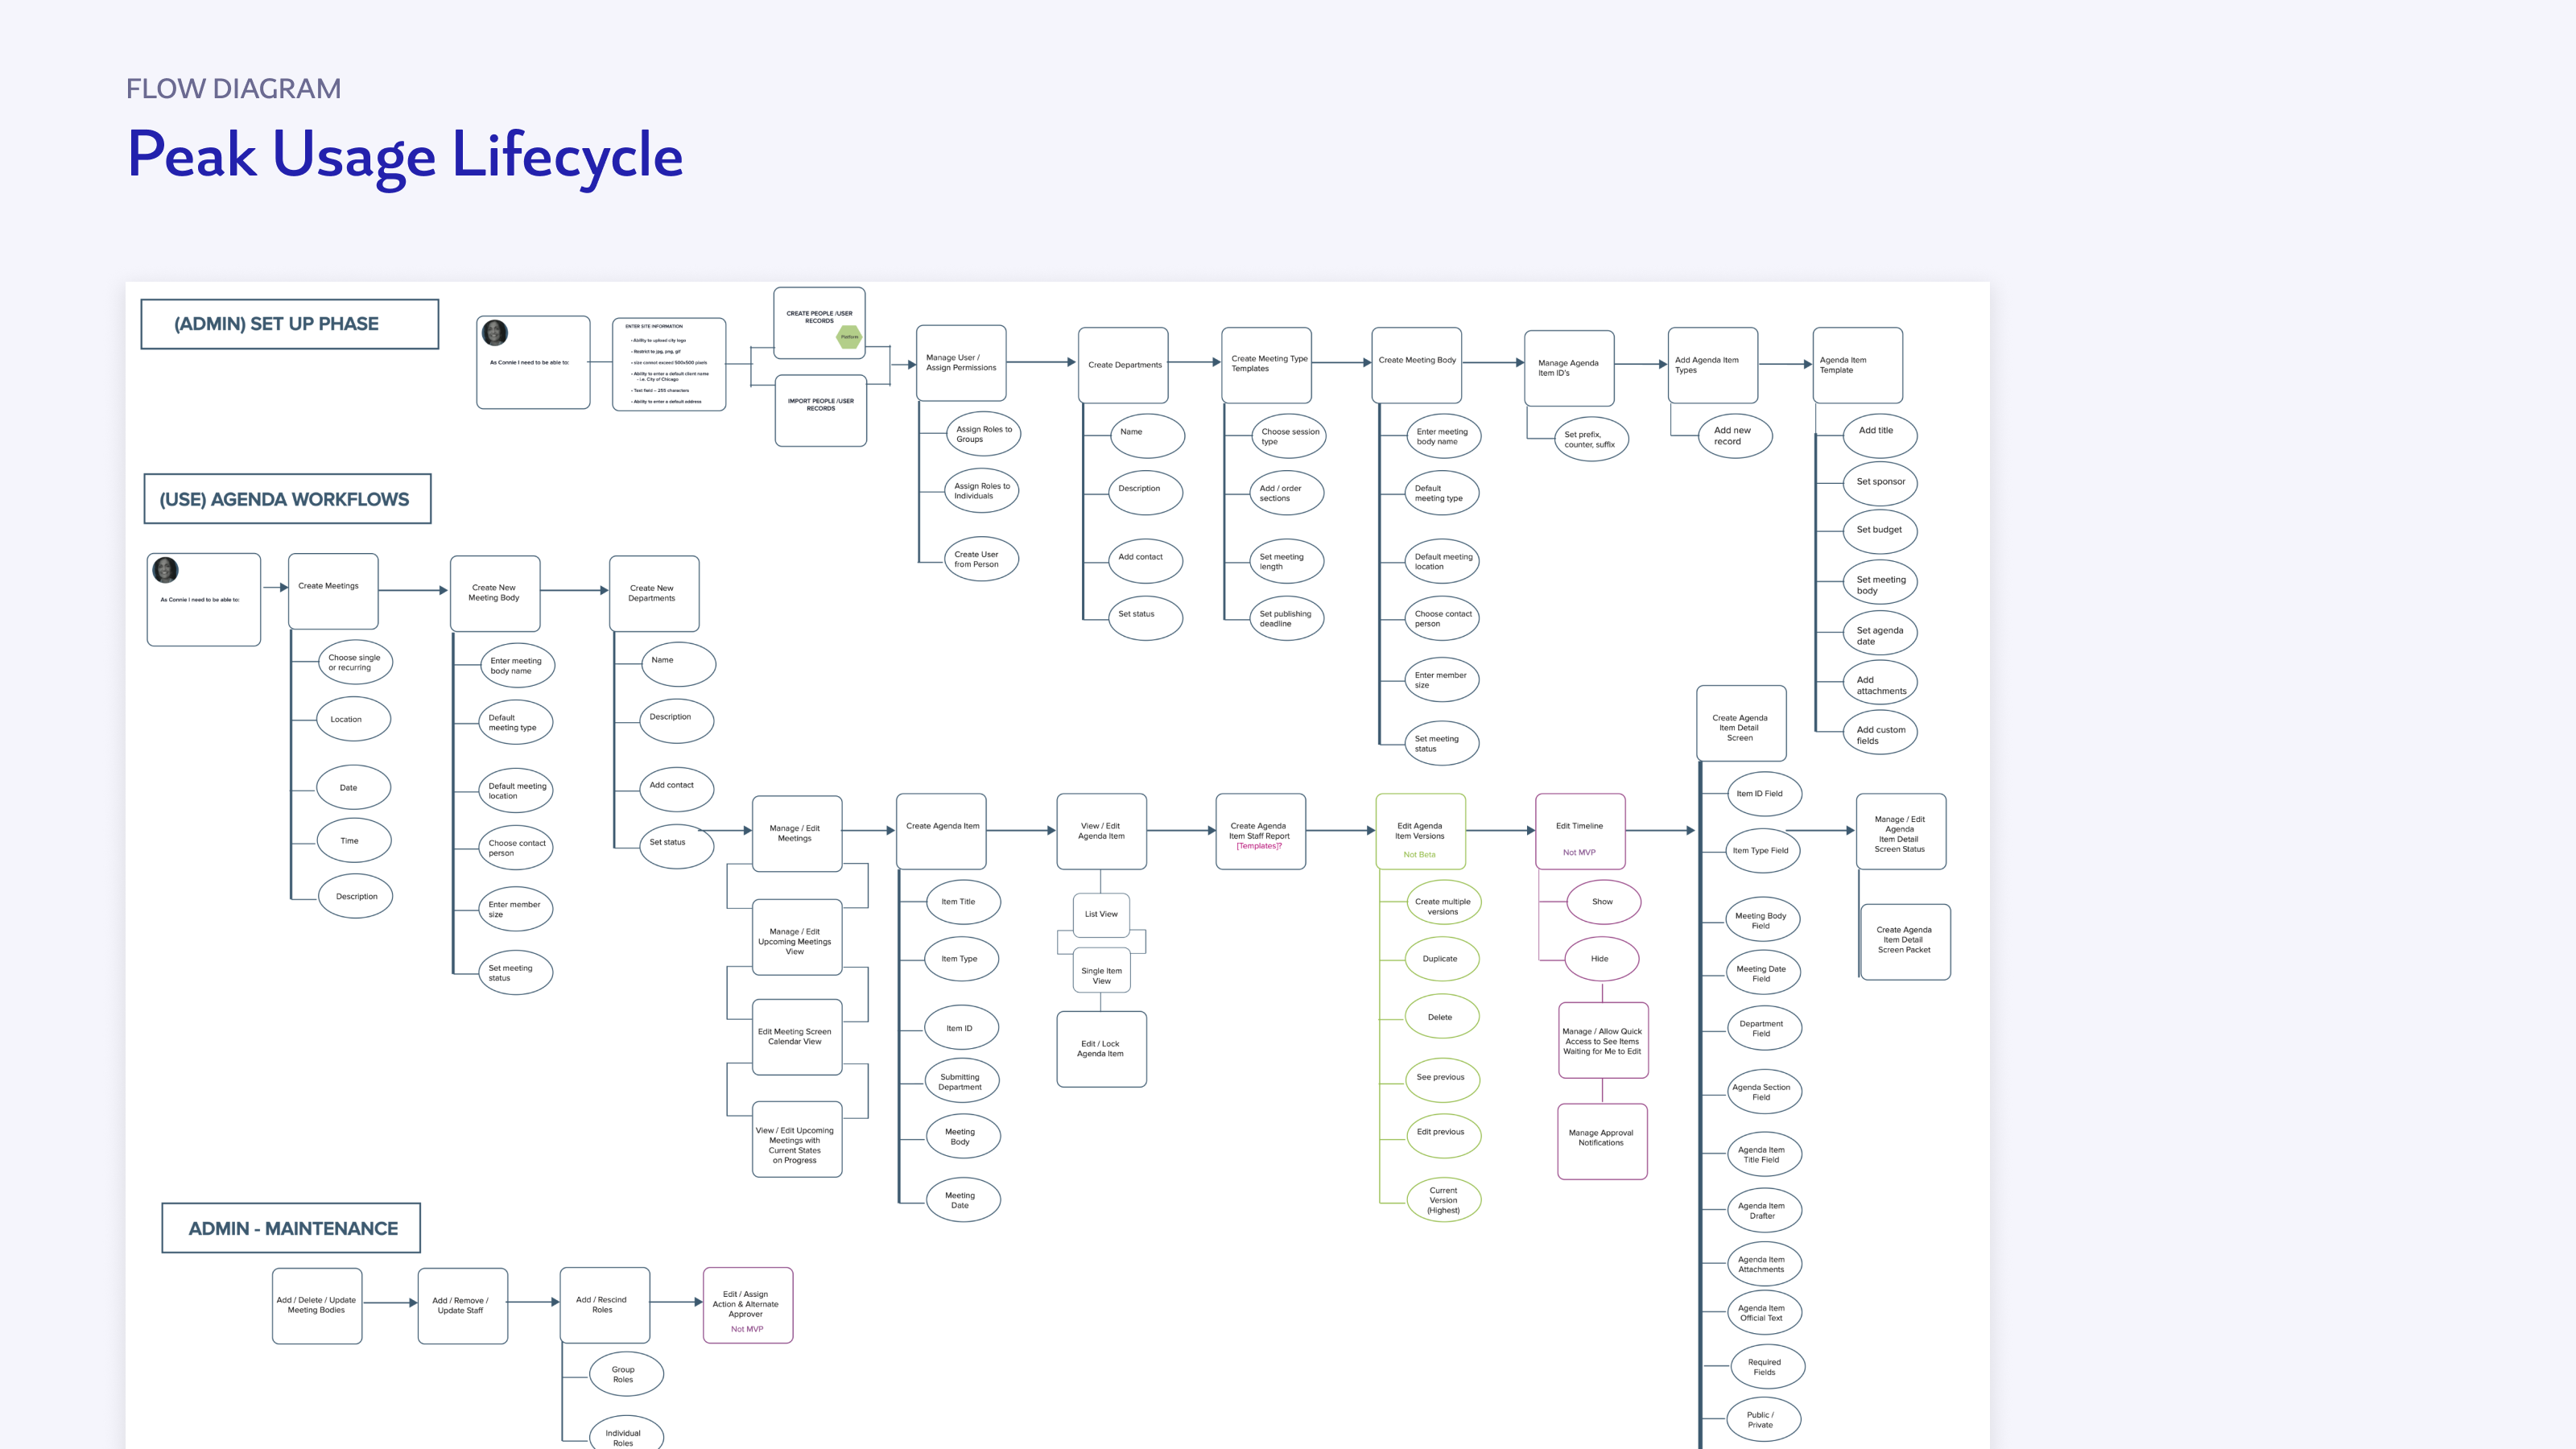 FLOW DIAGRAM
Peak Usage Lifecycle
(ADMIN) SET UP PHASE
As Connie I need to be able to:
ENTER SITE INFORMATION
- Ability to upload city logo
- Restrict to jpg, png, gif
- size cannot exceed 500x500 pixels
- Ability to enter a default client name
- i.e. City of Chicago
- Text field - 255 characters
- Ability to enter a default address
CREATE PEOPLE /USER
RECORDS
Platform
IMPORT PEOPLE /USER
RECORDS
Manage User /
Assign Permissions
Assign Roles to
Groups
Assign Roles to
Individuals
Create User
from Person
Create Departments
Name
Description
Add contact
Set status
Create Meeting Type
Templates
Choose session
type
Add / order
sections
Set meeting
length
Set publishing
deadline
Create Meeting Body
Enter meeting
body name
Default
meeting type
Default meeting
location
Choose contact
person
Enter member
size
Set meeting
status
Manage Agenda
Item ID's
Set prefix,
counter, suffix
Add Agenda Item
Types
Add new
record
Agenda Item
Template
Add title
Set sponsor
Set budget
Set meeting
body
Set agenda
date
Add
attachments
Add custom
fields
(USE) AGENDA WORKFLOWS
As Connie I need to be able to:
Create Meetings
Choose single
or recurring
Location
Date
Time
Description
Create New
Meeting Body
Enter meeting
body name
Default
meeting type
Default meeting
location
Choose contact
person
Enter member
size
Set meeting
status
Create New
Departments
Name
Description
Add contact
Set status
Manage / Edit
Meetings
Manage / Edit
Upcoming Meetings
View
Edit Meeting Screen
Calendar View
View / Edit Upcoming
Meetings with
Current States
on Progress
Create Agenda Item
Item Title
Item Type
Item ID
Submitting
Department
Meeting
Body
Meeting
Date
View / Edit
Agenda Item
List View
Single Item
View
Edit / Lock
Agenda Item
Create Agenda
Item Staff Report
[Templates]?
Edit Agenda
Item Versions
Not Beta
Create multiple
versions
Duplicate
Delete
See previous
Edit previous
Current
Version
(Highest)
Edit Timeline
Not MVP
Show
Hide
Manage / Allow Quick
Access to See Items
Waiting for Me to Edit
Manage Approval
Notifications
Create Agenda
Item Detail
Screen
Item ID Field
Item Type Field
Meeting Body
Field
Meeting Date
Field
Department
Field
Agenda Section
Field
Agenda Item
Title Field
Agenda Item
Drafter
Agenda Item
Attachments
Agenda Item
Official Text
Required
Fields
Public /
Private
Manage / Edit
Agenda
Item Detail
Screen Status
Create Agenda
Item Detail
Screen Packet
ADMIN - MAINTENANCE
Add / Delete / Update
Meeting Bodies
Add / Remove /
Update Staff
Add / Rescind
Roles
Group
Roles
Individual
Roles
Edit / Assign
Action & Alternate
Approver
Not MVP